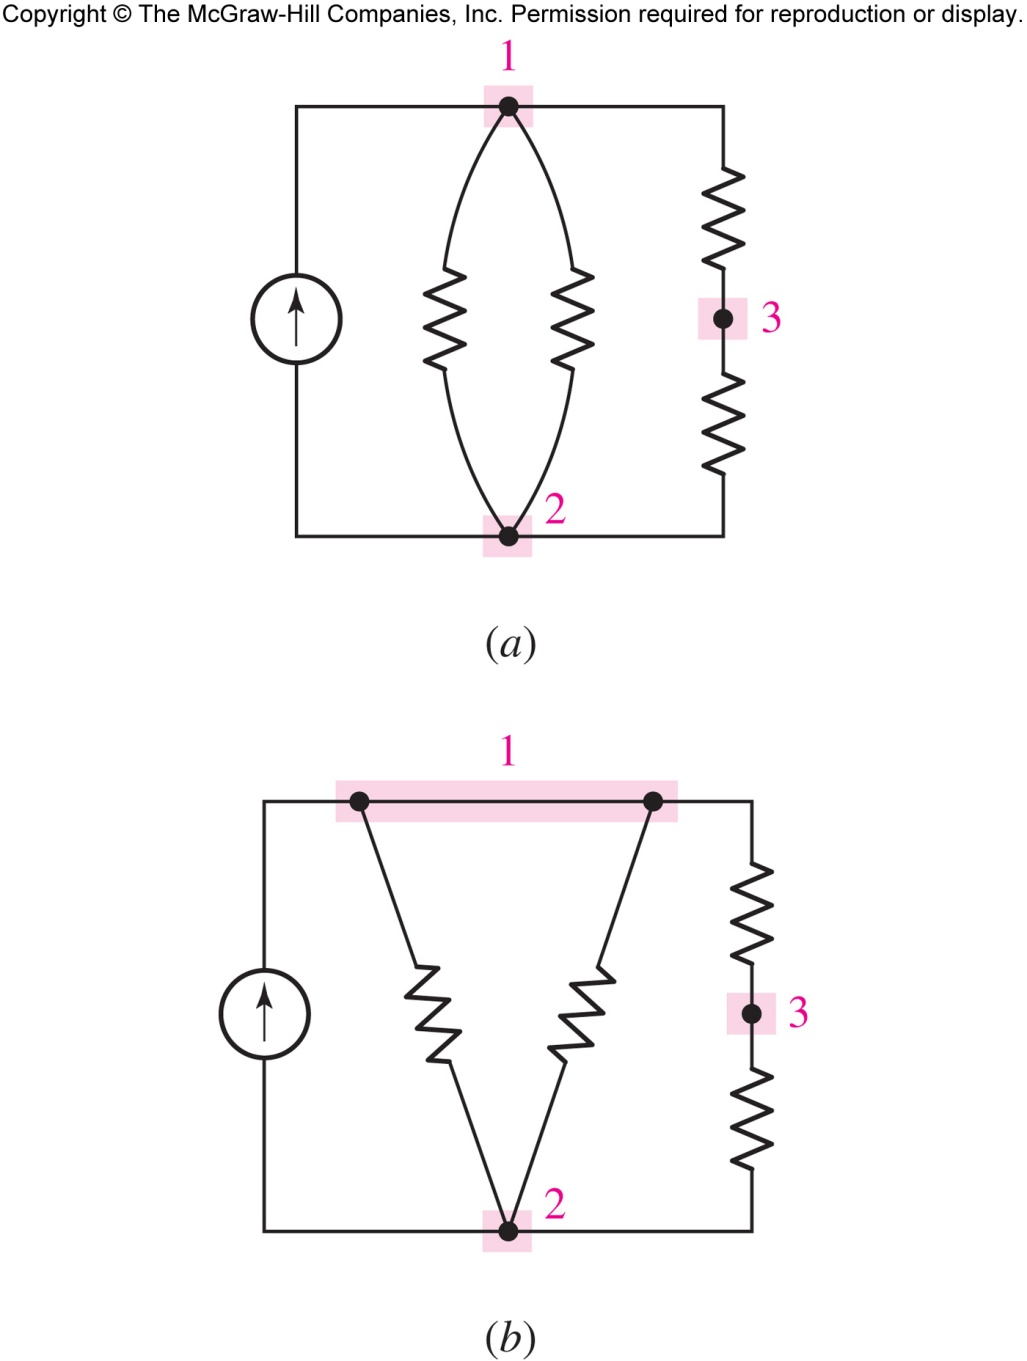 Copyright © The McGraw-Hill Companies, Inc. Permission required for reproduction or display.
1
3
2
(a)
1
3
2
(b)